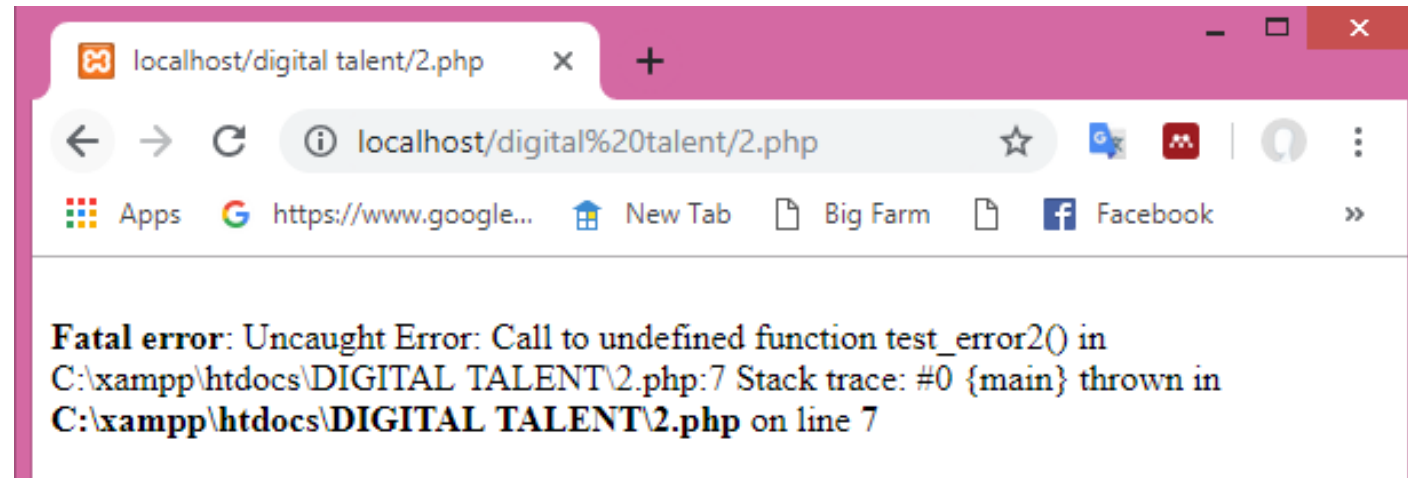 localhost/digital talent/2.php
localhost/digital%20talent/2.php
Apps https://www.google... New Tab Big Farm Facebook »
Fatal error: Uncaught Error: Call to undefined function test_error2() in
C:\xampp\htdocs\DIGITAL TALENT\2.php:7 Stack trace: #0 {main} thrown in
C:\xampp\htdocs\DIGITAL TALENT\2.php on line 7